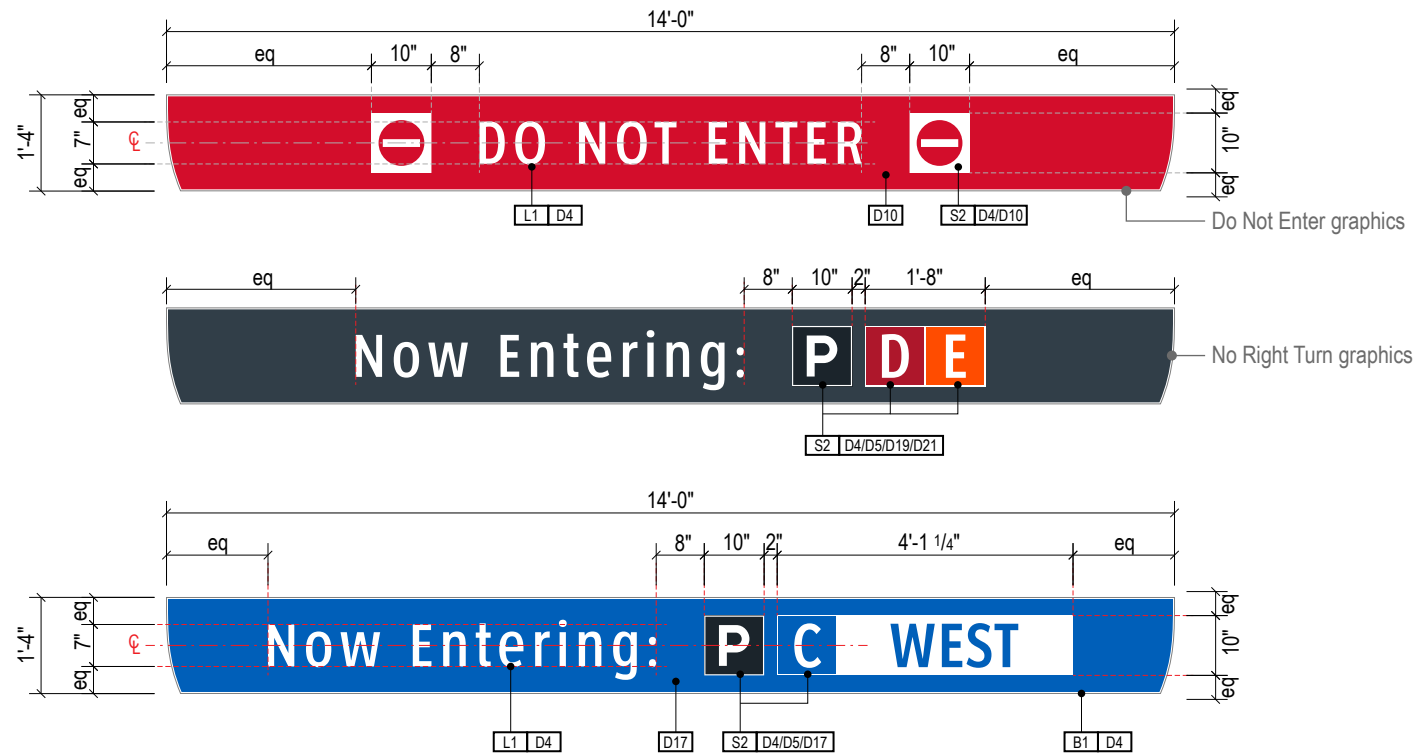 14'-0"
eq 10" 8" 8" 10" eq
1'-4" eq 7" eq
℄ DO NOT ENTER
eq 10" eq
L1 D4 D10 S2 D4/D10
Do Not Enter graphics
eq 8" 10" 2" 1'-8" eq
Now Entering: P D E
No Right Turn graphics
S2 D4/D5/D19/D21
14'-0"
eq 8" 10" 2" 4'-1 1/4" eq
1'-4" eq 7" eq
℄ Now Entering: P C WEST
eq 10" eq
L1 D4 D17 S2 D4/D5/D17 B1 D4